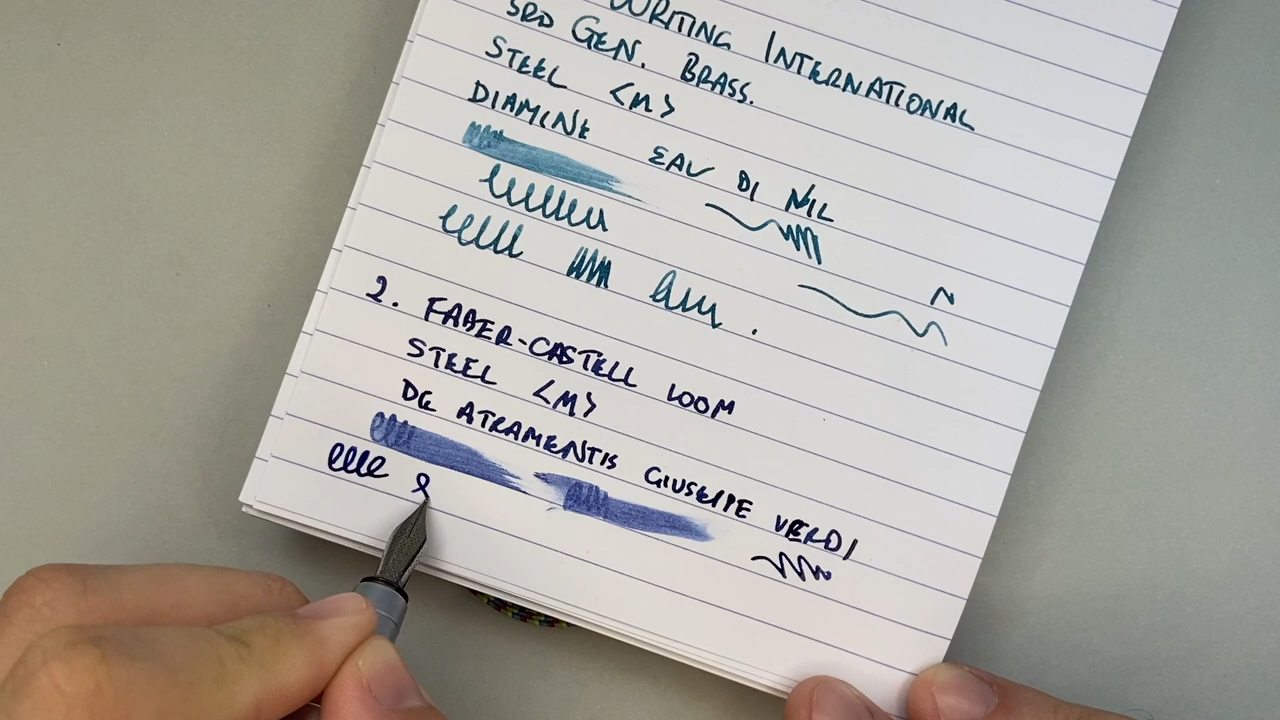 WRITING INTERNATIONAL
3RD GEN. BRASS.
STEEL <M>
DIAMINE EAU DI NIL
2. FABER-CASTELL LOOM
STEEL <M>
DE ATRAMENTIS GIUSEPPE VERDI